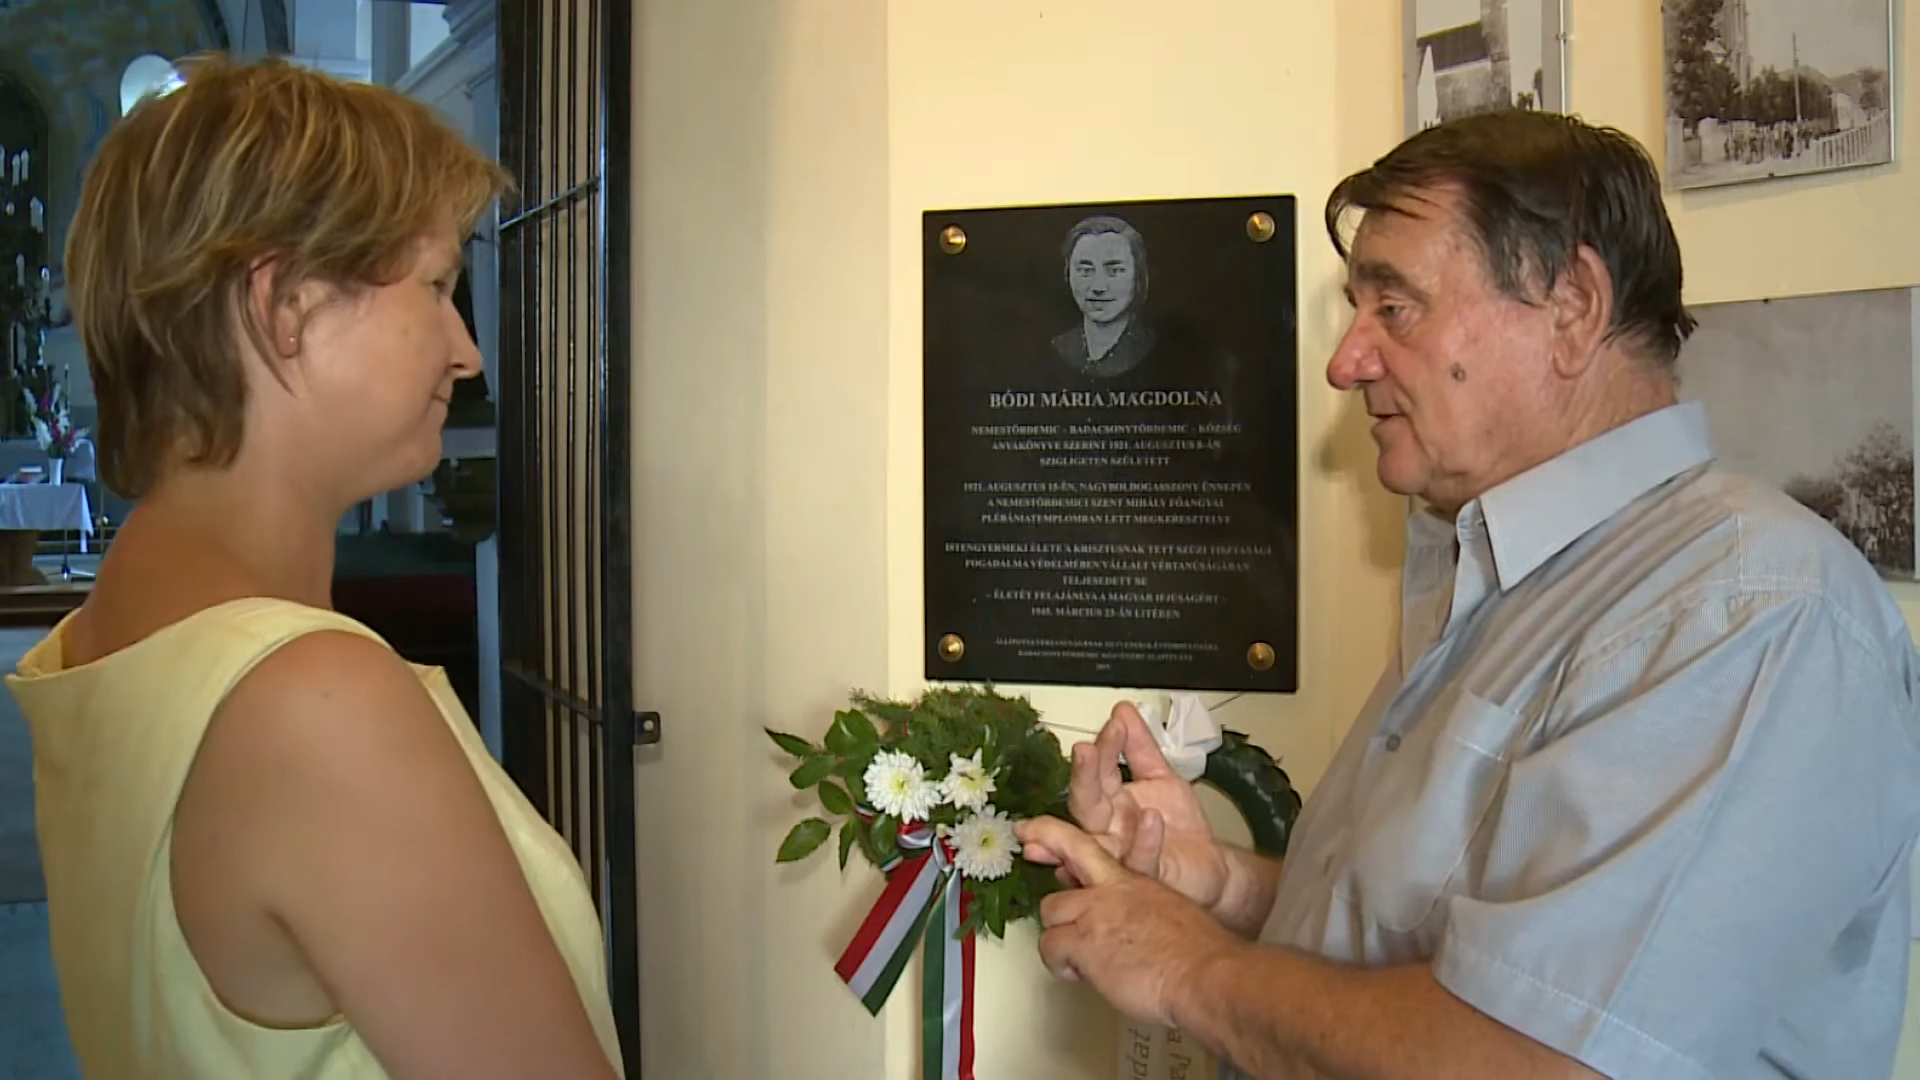 BÓDI MÁRIA MAGDOLNA
NEMESTÖRDEMIC - BADACSONYTÖRDEMIC - KÖZSÉG
ANYAKÖNYVE SZERINT 1921. AUGUSZTUS 8-ÁN
SZIGLIGETEN SZÜLETETT
1921. AUGUSZTUS 15-ÉN, NAGYBOLDOGASSZONY ÜNNEPÉN
A NEMESTÖRDEMICI SZENT MIHÁLY FŐANGYAL
PLÉBÁNIATEMPLOMBAN LETT MEGKERESZTELVE
ISTENGYERMEKI ÉLETE A KRISZTUSNAK TETT SZŰZI TISZTASÁGI
FOGADALMA VÉDELMÉBEN VÁLLALT VÉRTANÚSÁGÁBAN
TELJESEDETT BE
- ÉLETÉT FELAJÁNLVA A MAGYAR IFJÚSÁGÉRT -
1945. MÁRCIUS 23-ÁN LITÉREN